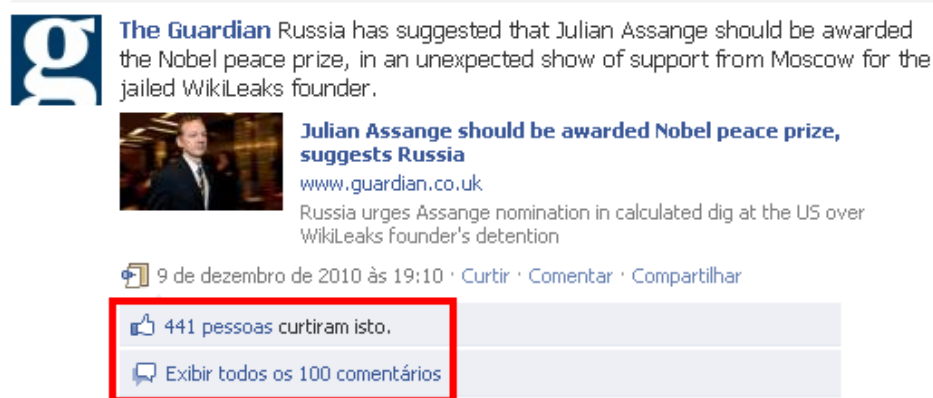 g
The Guardian Russia has suggested that Julian Assange should be awarded
the Nobel peace prize, in an unexpected show of support from Moscow for the
jailed WikiLeaks founder.
Julian Assange should be awarded Nobel peace prize,
suggests Russia
www.guardian.co.uk
Russia urges Assange nomination in calculated dig at the US over
WikiLeaks founder's detention
9 de dezembro de 2010 às 19:10 · Curtir · Comentar · Compartilhar
441 pessoas curtiram isto.
Exibir todos os 100 comentários